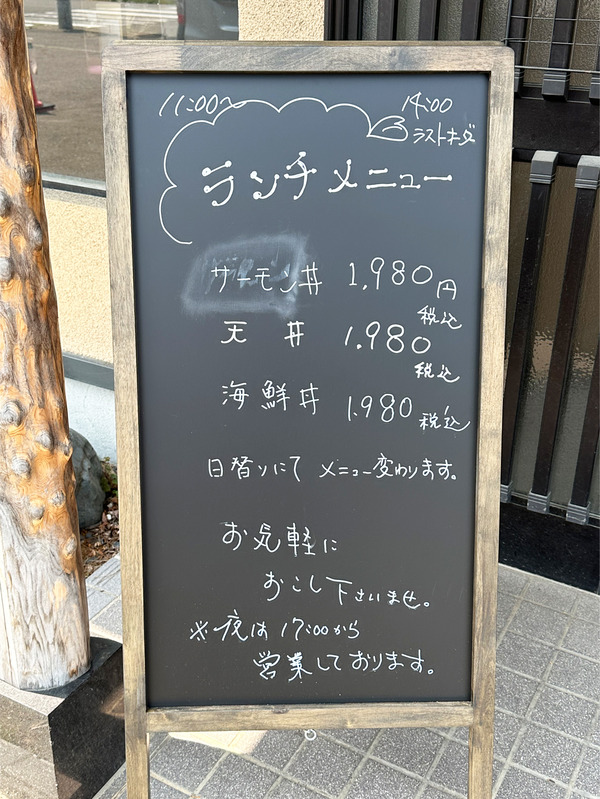 11:00〜 14:00
ラストオーダー
ランチメニュー
サーモン丼 1,980円
税込
天丼 1,980
税込
海鮮丼 1,980 税込
日替りにて メニュー変わります。
お気軽に
おこし下さいませ。
※夜は17:00から
営業しております。